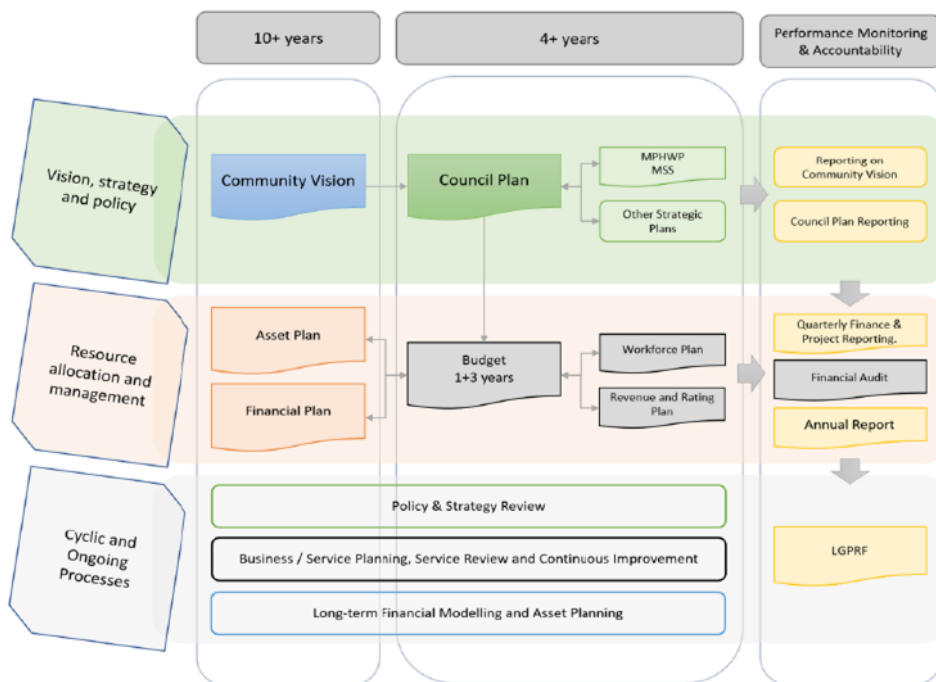 10+ years
4+ years
Performance Monitoring
& Accountability
Vision, strategy
and policy
Community Vision
Council Plan
MPHWP
MSS
Other Strategic
Plans
Reporting on
Community Vision
Council Plan Reporting
Resource
allocation and
management
Asset Plan
Financial Plan
Budget
1+3 years
Workforce Plan
Revenue and Rating
Plan
Quarterly Finance &
Project Reporting.
Financial Audit
Annual Report
Cyclic and
Ongoing
Processes
Policy & Strategy Review
Business / Service Planning, Service Review and Continuous Improvement
Long-term Financial Modelling and Asset Planning
LGPRF